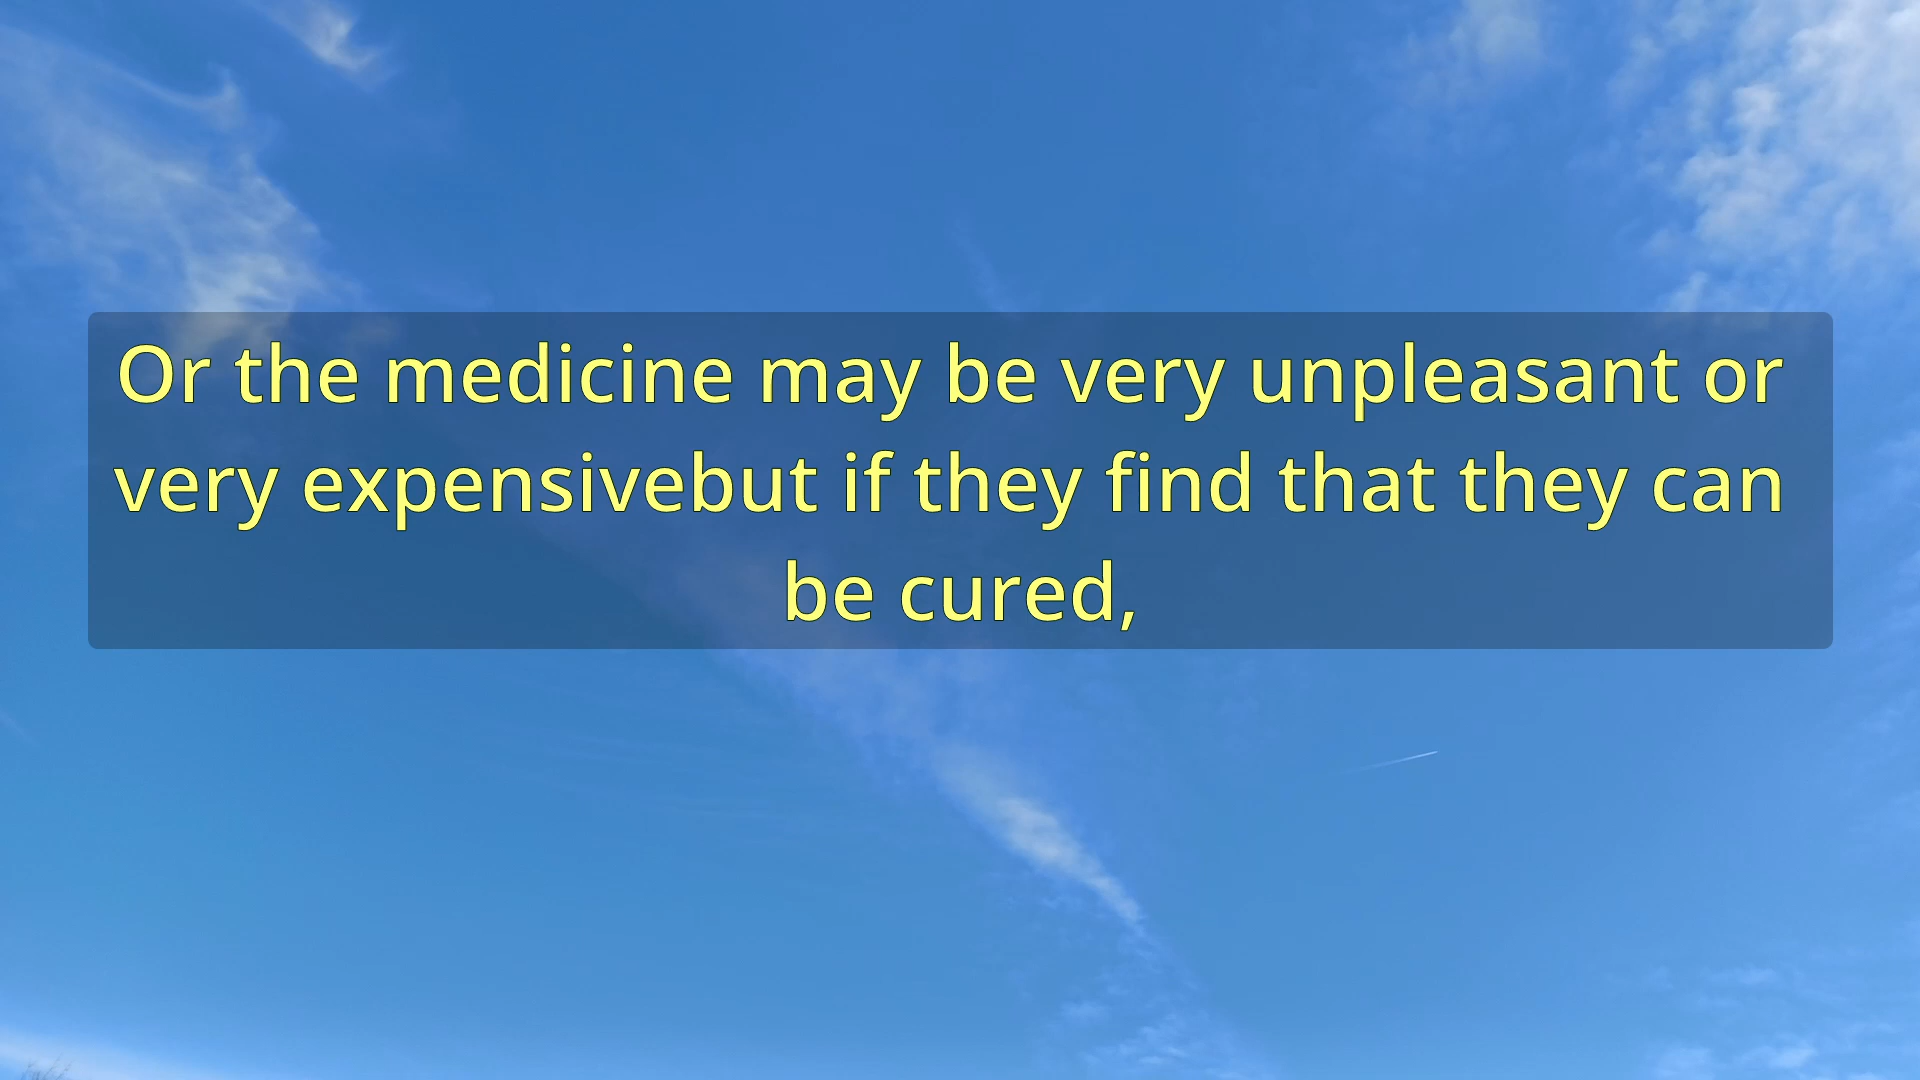 Or the medicine may be very unpleasant or
very expensivebut if they find that they can
be cured,